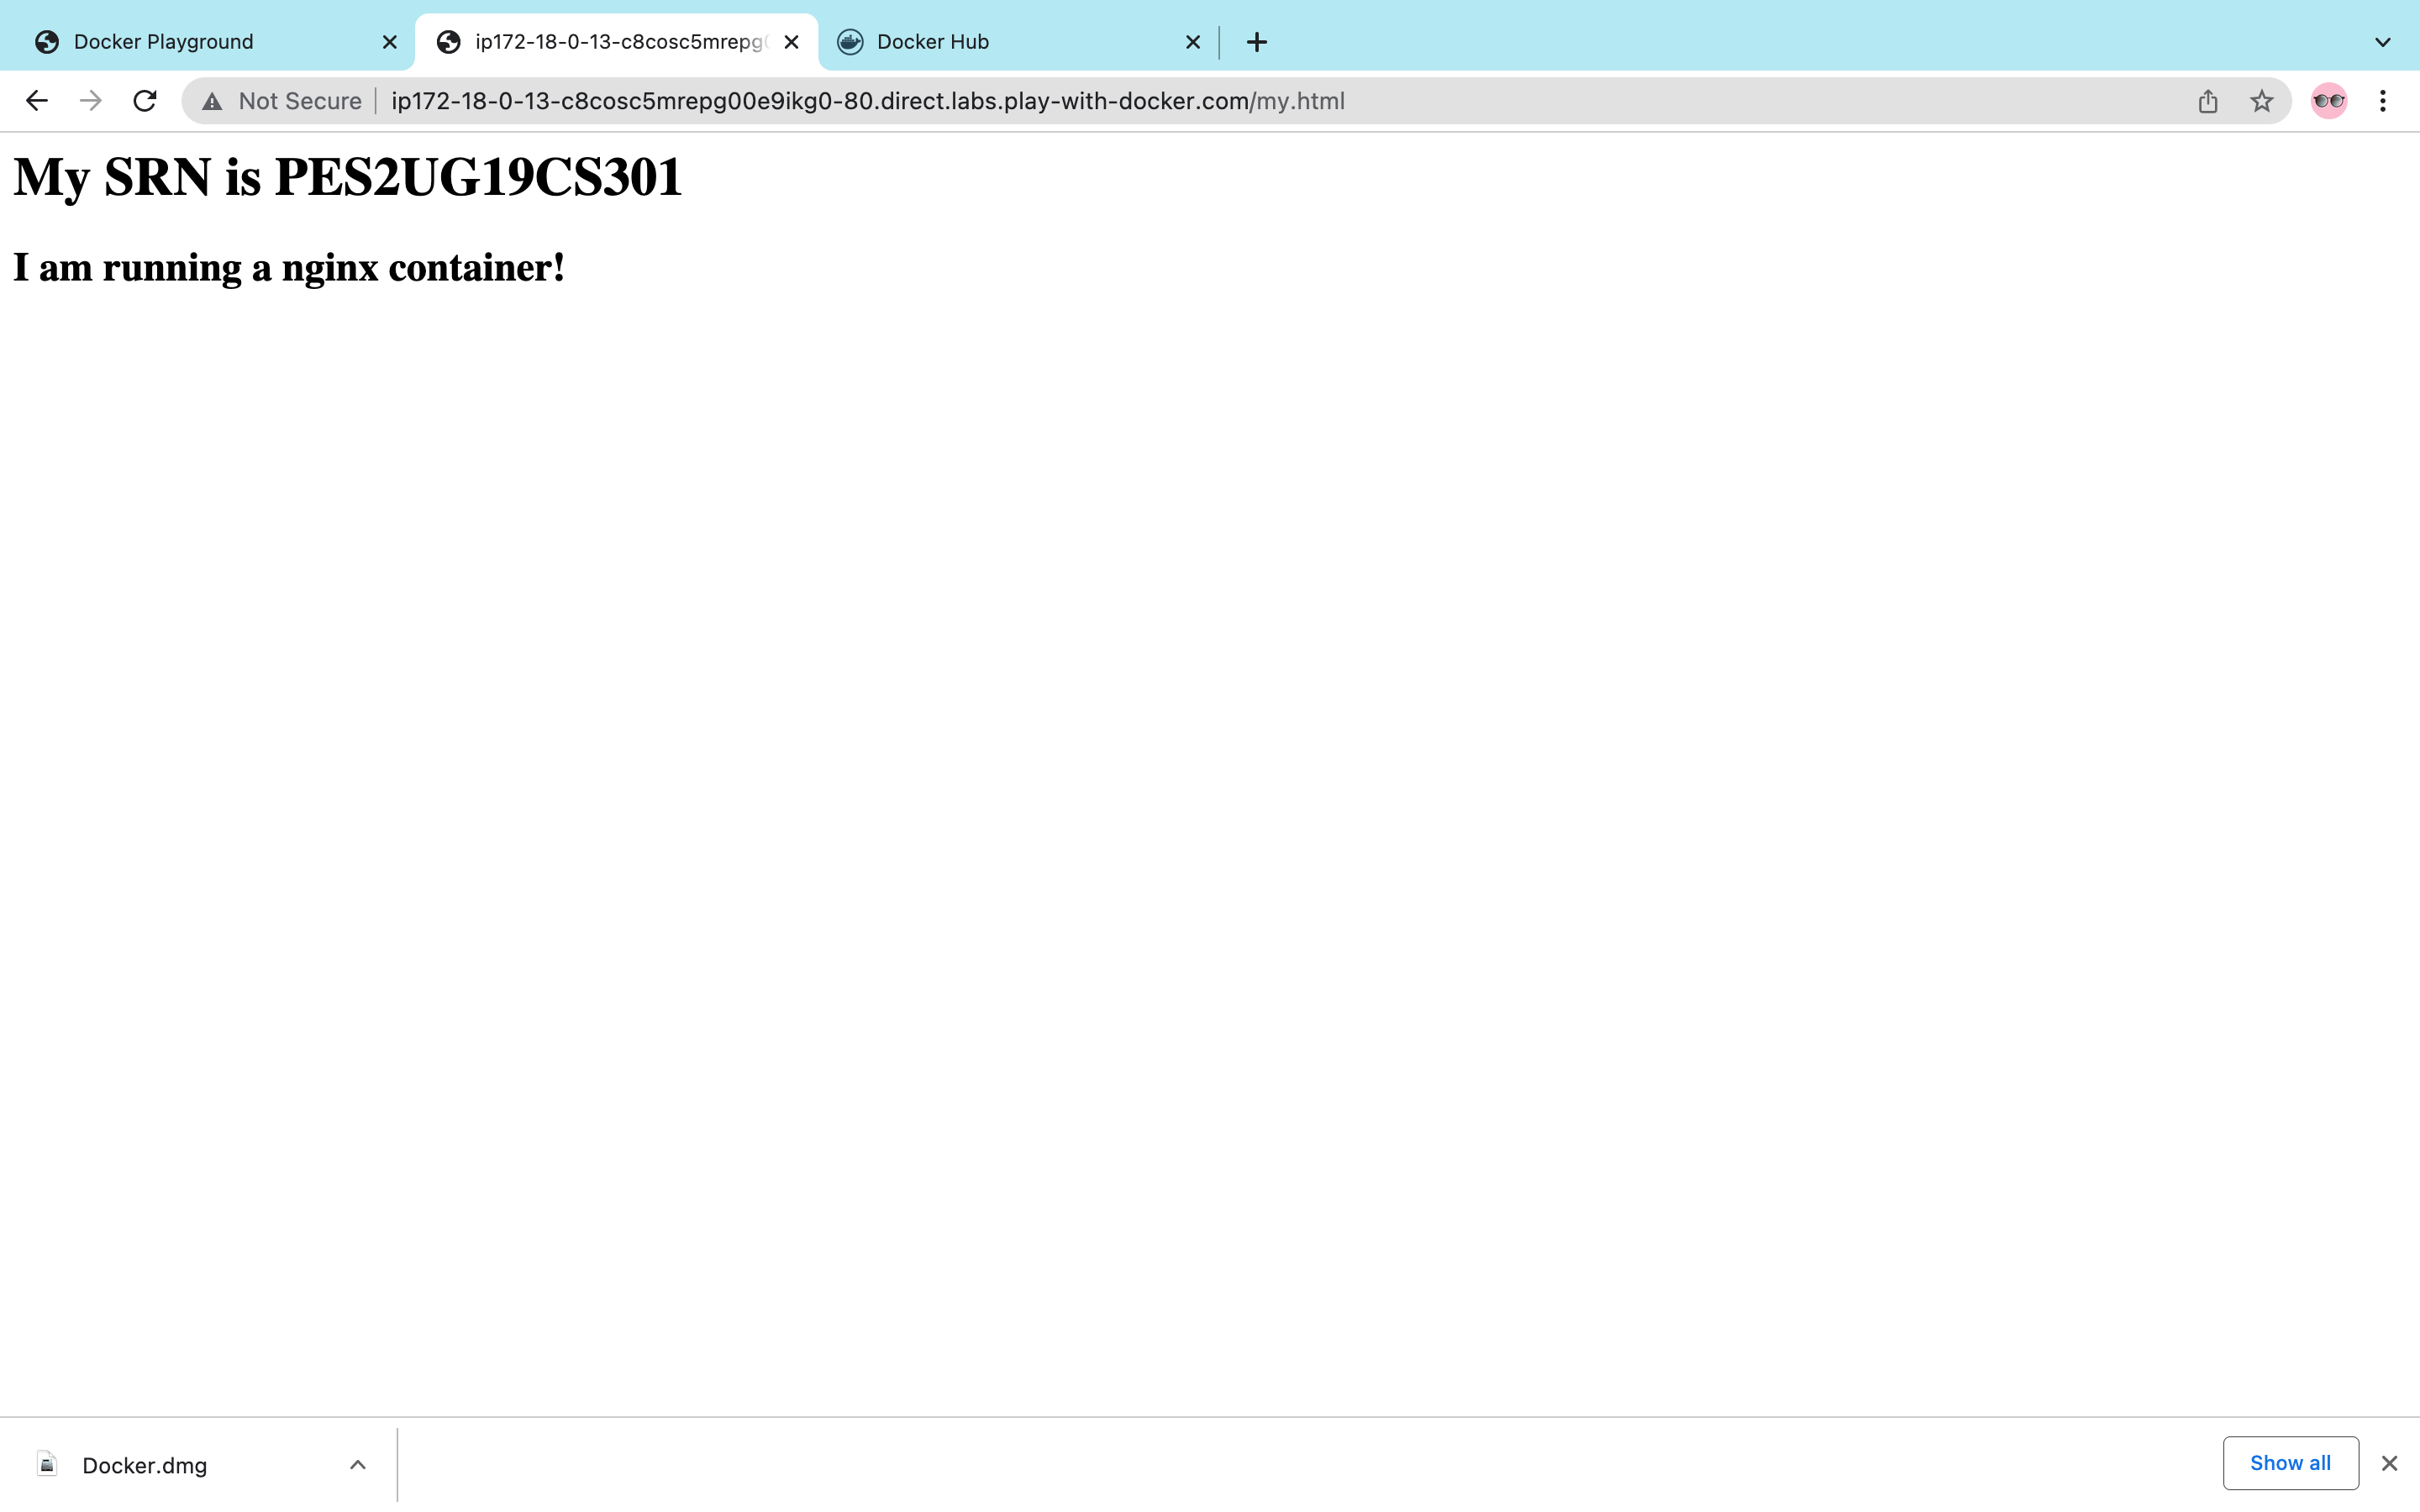 Docker Playground
ip172-18-0-13-c8cosc5mrepg
Docker Hub
Not Secure
ip172-18-0-13-c8cosc5mrepg00e9ikg0-80.direct.labs.play-with-docker.com/my.html
My SRN is PES2UG19CS301
I am running a nginx container!
Docker.dmg
Show all